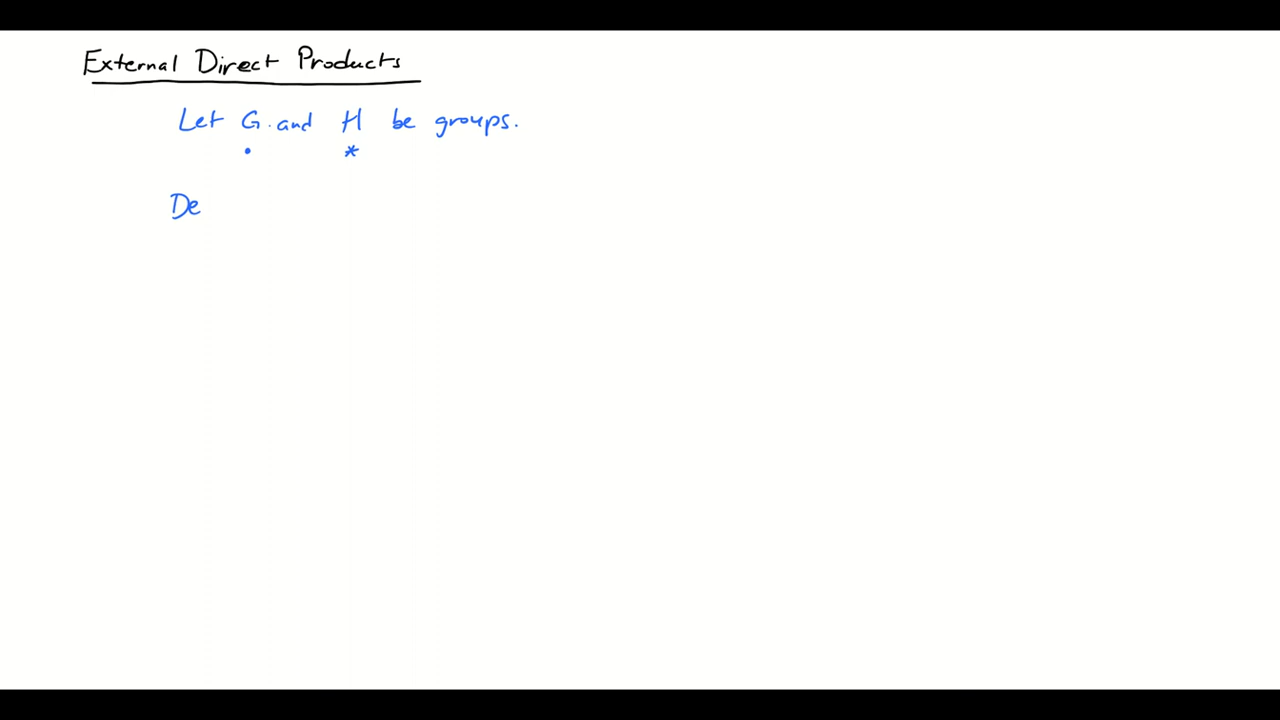 External Direct Products
Let G and H be groups.
· *
De